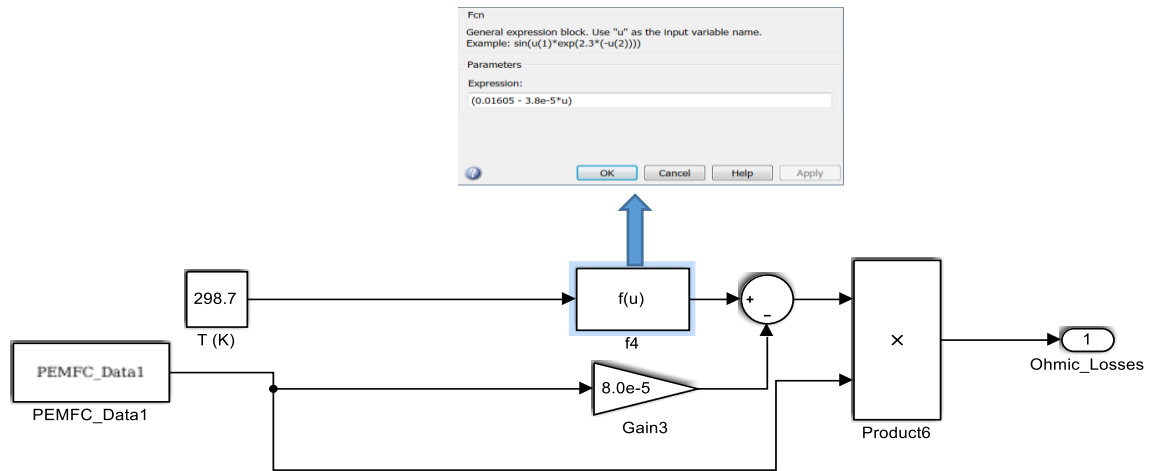 Fcn
General expression block. Use "u" as the input variable name.
Example: sin(u(1)*exp(2.3*(-u(2))))
Parameters
Expression:
(0.01605 - 3.8e-5*u)
?
OK
Cancel
Help
Apply
298.7
T (K)
f(u)
f4
+
−
×
1
Ohmic_Losses
PEMFC_Data1
PEMFC_Data1
8.0e-5
Gain3
Product6